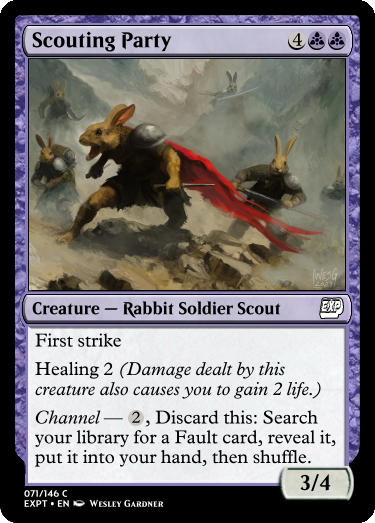 Scouting Party 4
Creature — Rabbit Soldier Scout EXP
First strike
Healing 2 (Damage dealt by this
creature also causes you to gain 2 life.)
Channel — 2, Discard this: Search
your library for a Fault card, reveal it,
put it into your hand, then shuffle.
3/4
071/146 C
EXPT • EN Wesley Gardner